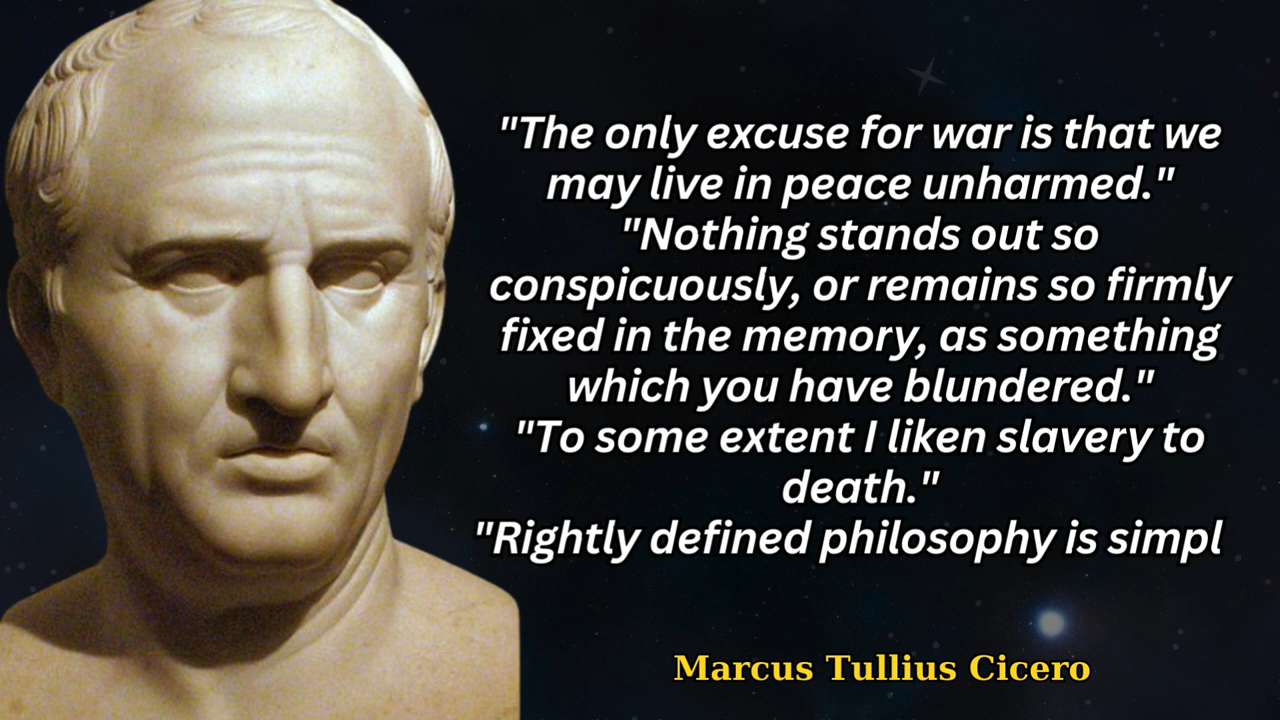 "The only excuse for war is that we
may live in peace unharmed."
"Nothing stands out so
conspicuously, or remains so firmly
fixed in the memory, as something
which you have blundered."
"To some extent I liken slavery to
death."
"Rightly defined philosophy is simpl
Marcus Tullius Cicero